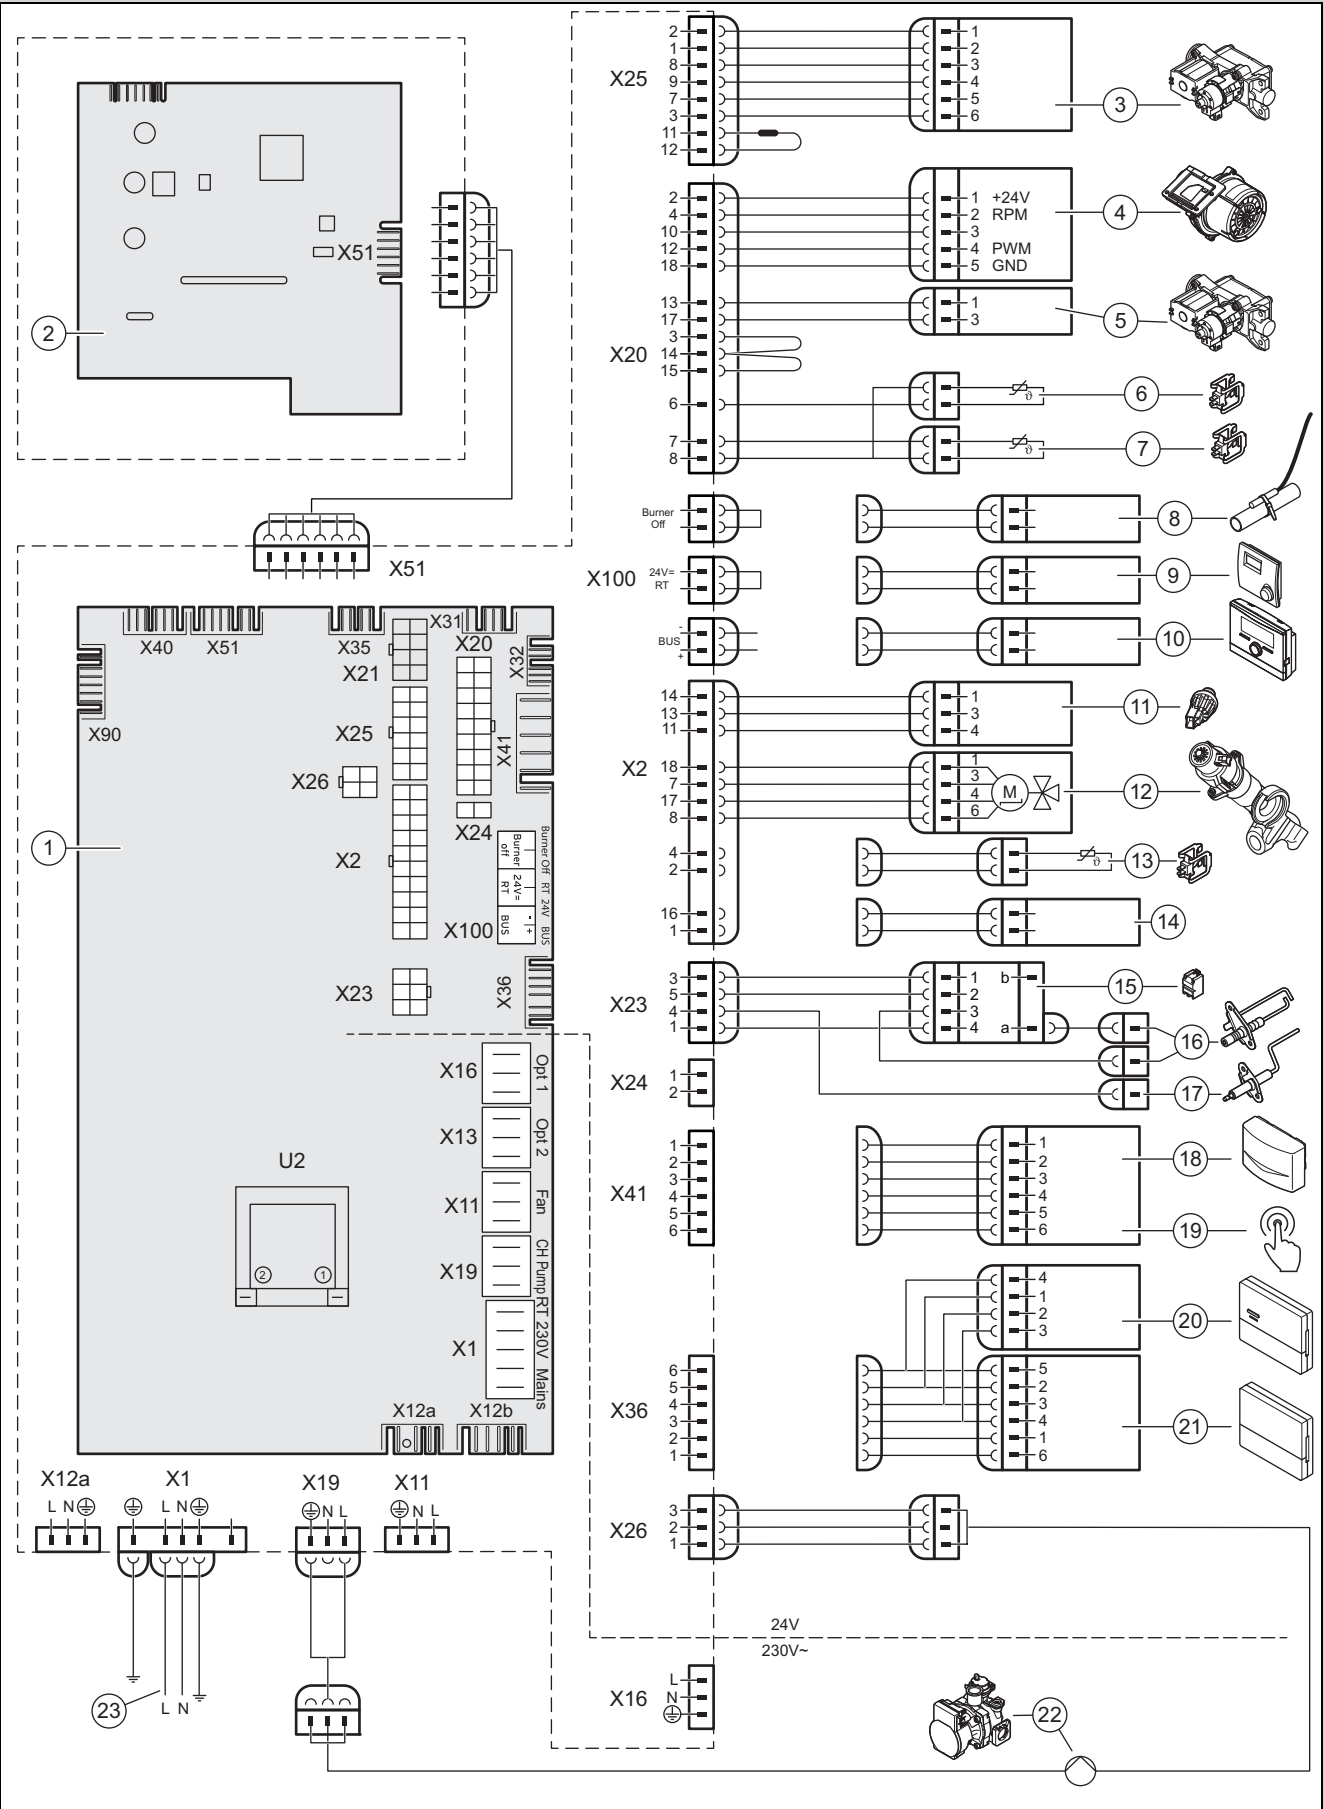 X25
2
1
8
9
7
3
11
12
1
2
3
4
5
6
3
X51
2
X20
2
4
10
12
18
13
17
3
14
15
6
7
8
1 +24V
2 RPM
3
4 PWM
5 GND
4
1
3
5
ϑ
6
ϑ
7
X51
Burner
Off
8
X100
24V=
RT
9
-
BUS
+
10
1
X40
X51
X35
X31
X20
X32
X21
X90
X25
X41
X26
X24
X2
Burner
off
24V=
RT
- | +
BUS
Burner Off RT 24V BUS
X100
X23
X36
X16
Opt 1
X13
Opt 2
X11
Fan
X19
CH Pump
X1
RT 230V Mains
U2
2
1
X12a
X12b
X2
14
13
11
18
7
17
8
4
2
16
1
1
3
4
11
1
3
4
6
M
12
ϑ
13
14
X23
3
5
4
1
1
2
3
4
b
a
15
16
17
X24
1
2
X41
1
2
3
4
5
6
1
2
3
4
5
6
18
19
X36
6
5
4
3
2
1
4
1
2
3
20
5
2
3
4
1
6
21
X26
3
2
1
24V
230V~
X16
L
N
22
X12a
L N
X1
L N
X19
N L
X11
N L
23
L N